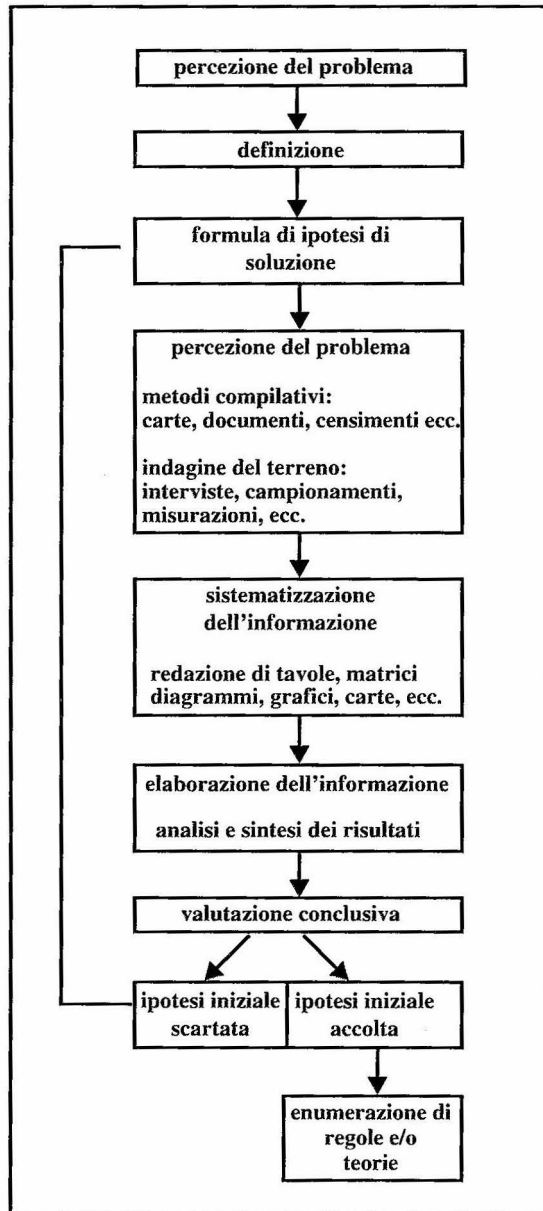 percezione del problema
definizione
formula di ipotesi di
soluzione
percezione del problema
metodi compilativi:
carte, documenti, censimenti ecc.
indagine del terreno:
interviste, campionamenti,
misurazioni, ecc.
sistematizzazione
dell'informazione
redazione di tavole, matrici
diagrammi, grafici, carte, ecc.
elaborazione dell'informazione
analisi e sintesi dei risultati
valutazione conclusiva
ipotesi iniziale
scartata
ipotesi iniziale
accolta
enumerazione di
regole e/o
teorie